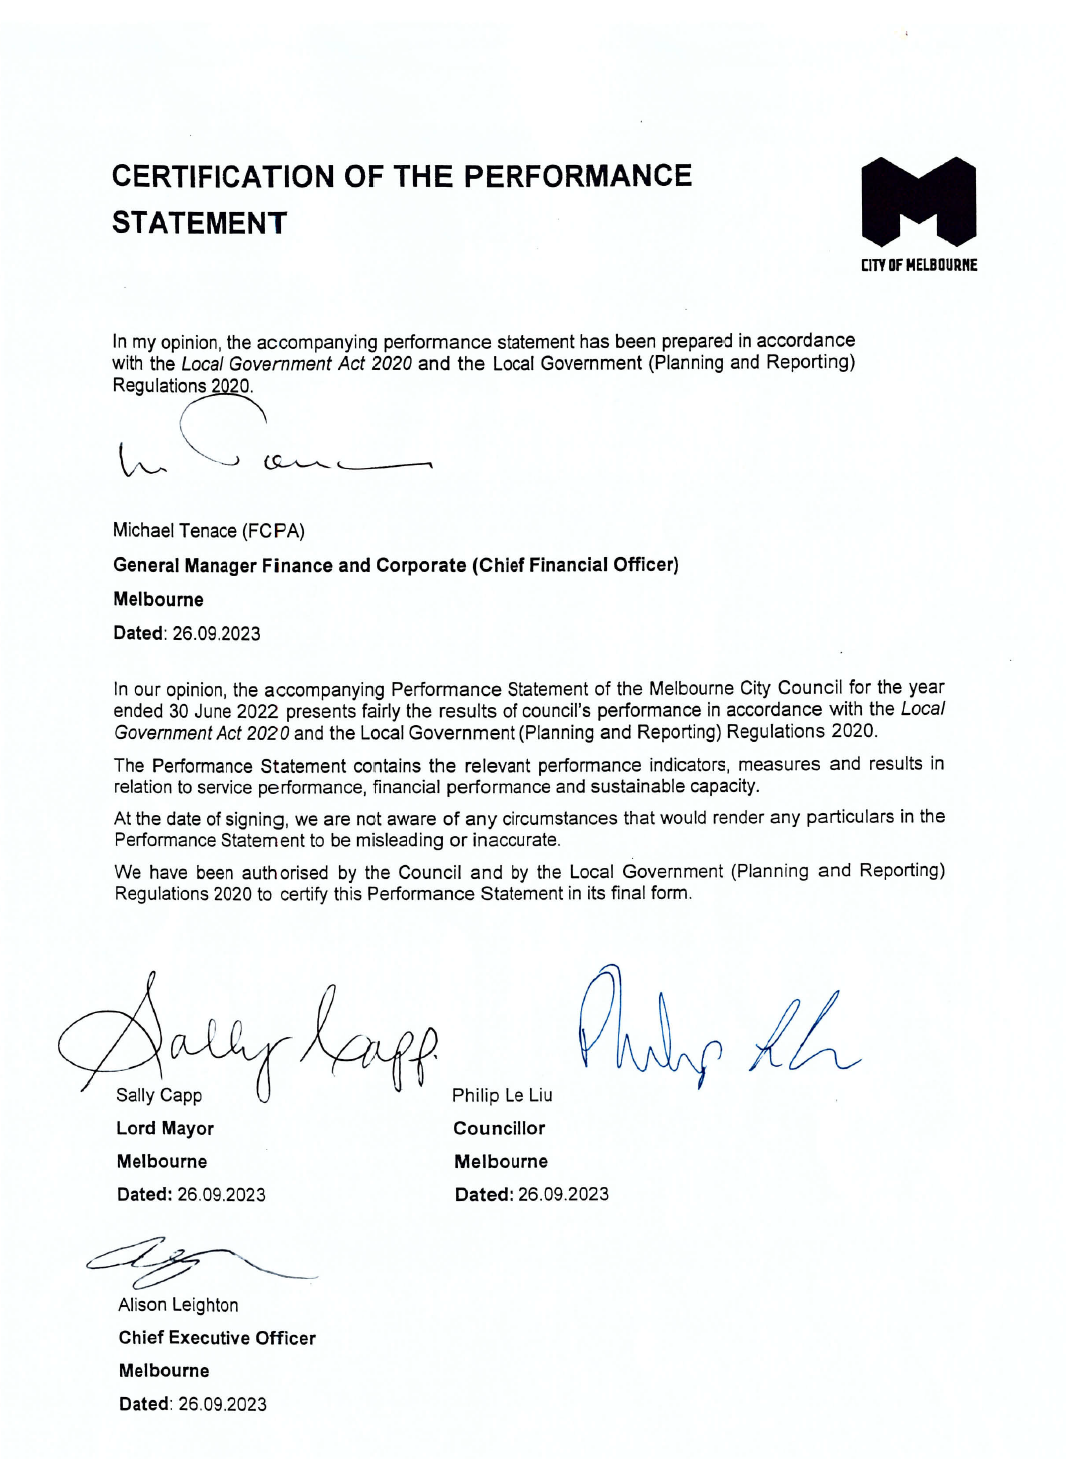 CERTIFICATION OF THE PERFORMANCE
STATEMENT
CITY OF MELBOURNE
In my opinion, the accompanying performance statement has been prepared in accordance
with the Local Government Act 2020 and the Local Government (Planning and Reporting)
Regulations 2020.
Michael Tenace (FCPA)
General Manager Finance and Corporate (Chief Financial Officer)
Melbourne
Dated: 26.09.2023
In our opinion, the accompanying Performance Statement of the Melbourne City Council for the year
ended 30 June 2022 presents fairly the results of council's performance in accordance with the Local
Government Act 2020 and the Local Government (Planning and Reporting) Regulations 2020.
The Performance Statement contains the relevant performance indicators, measures and results in
relation to service performance, financial performance and sustainable capacity.
At the date of signing, we are not aware of any circumstances that would render any particulars in the
Performance Statement to be misleading or inaccurate.
We have been authorised by the Council and by the Local Government (Planning and Reporting)
Regulations 2020 to certify this Performance Statement in its final form.
Sally Capp
Philip
Sally Capp
Lord Mayor
Melbourne
Dated: 26.09.2023
Philip Le Liu
Councillor
Melbourne
Dated: 26.09.2023
Alison Leighton
Chief Executive Officer
Melbourne
Dated: 26.09.2023